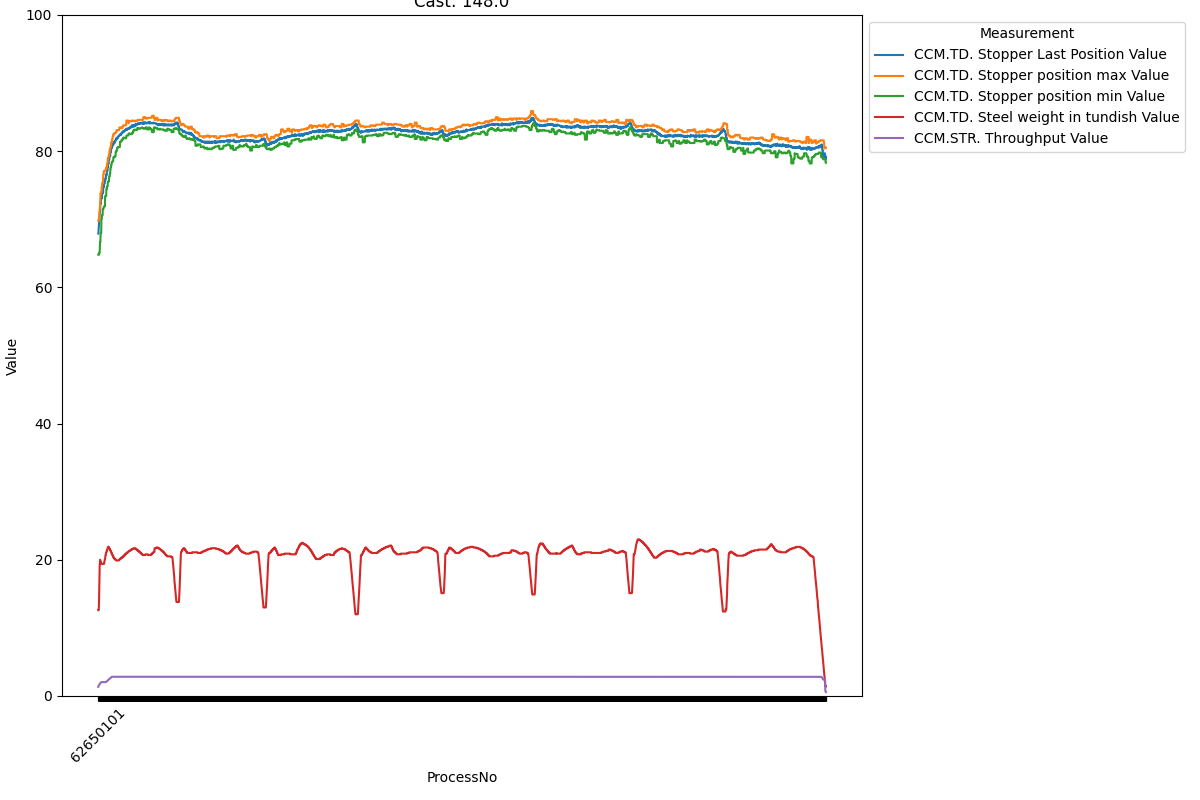 Cast: 148.0
100
80
60
40
20
0
Value
62650101
ProcessNo
Measurement
CCM.TD. Stopper Last Position Value
CCM.TD. Stopper position max Value
CCM.TD. Stopper position min Value
CCM.TD. Steel weight in tundish Value
CCM.STR. Throughput Value